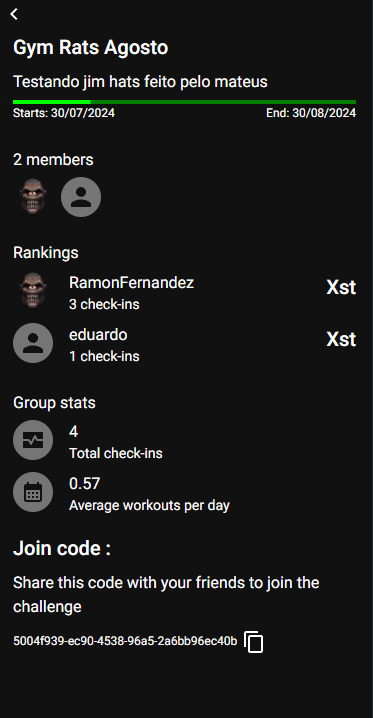 Gym Rats Agosto
Testando jim hats feito pelo mateus
Starts: 30/07/2024 End: 30/08/2024
2 members
Rankings
RamonFernandez Xst
3 check-ins
eduardo Xst
1 check-ins
Group stats
4
Total check-ins
0.57
Average workouts per day
Join code :
Share this code with your friends to join the
challenge
5004f939-ec90-4538-96a5-2a6bb96ec40b